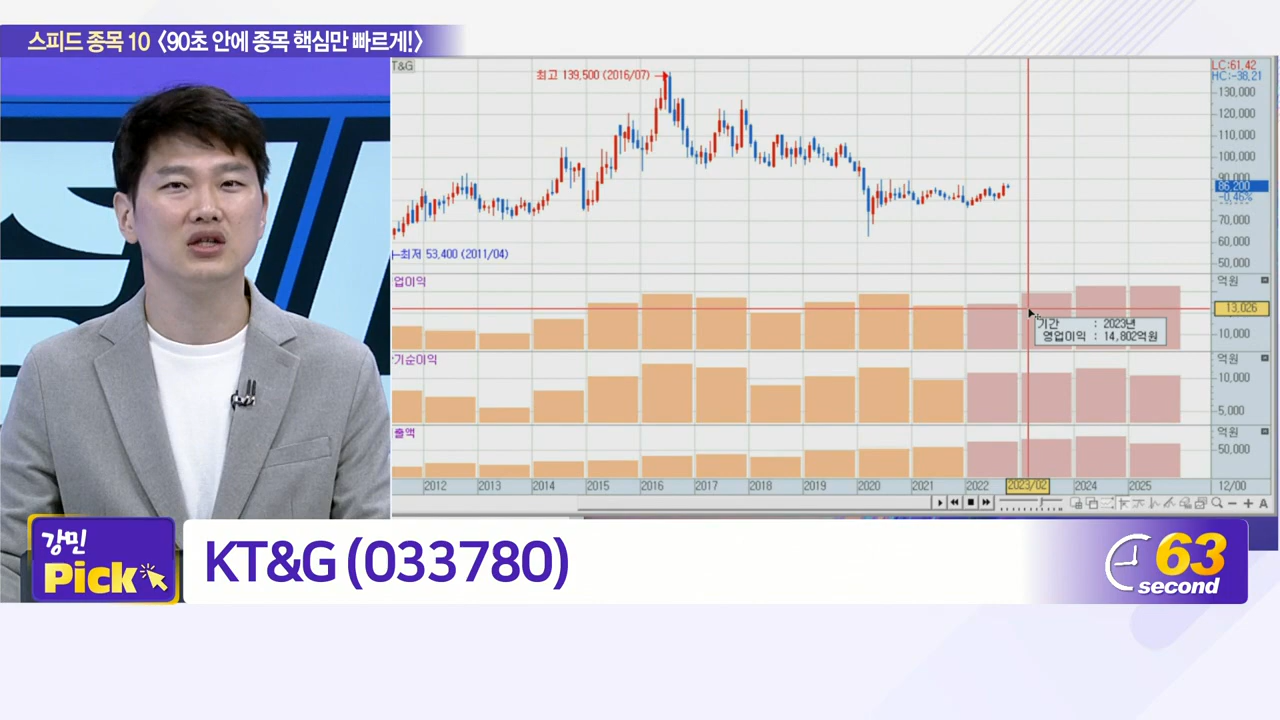 스피드 종목 10 〈90초 안에 종목 핵심만 빠르게!〉
T&G
최고 139,500 (2016/07)
LC:61.42
HC:-38.21
130,000
120,000
110,000
100,000
90,000
86,200
-0.46%
70,000
60,000
50,000
최저 53,400 (2011/04)
업이익
억원
13,026
10,000
기간 : 2023년
영업이익 : 14,802억원
기순이익
억원
10,000
5,000
출액
억원
50,000
2012 2013 2014 2015 2016 2017 2018 2019 2020 2021 2022 2023/02 2024 2025 12/00
A
강민
Pick
KT&G (033780)
63
second